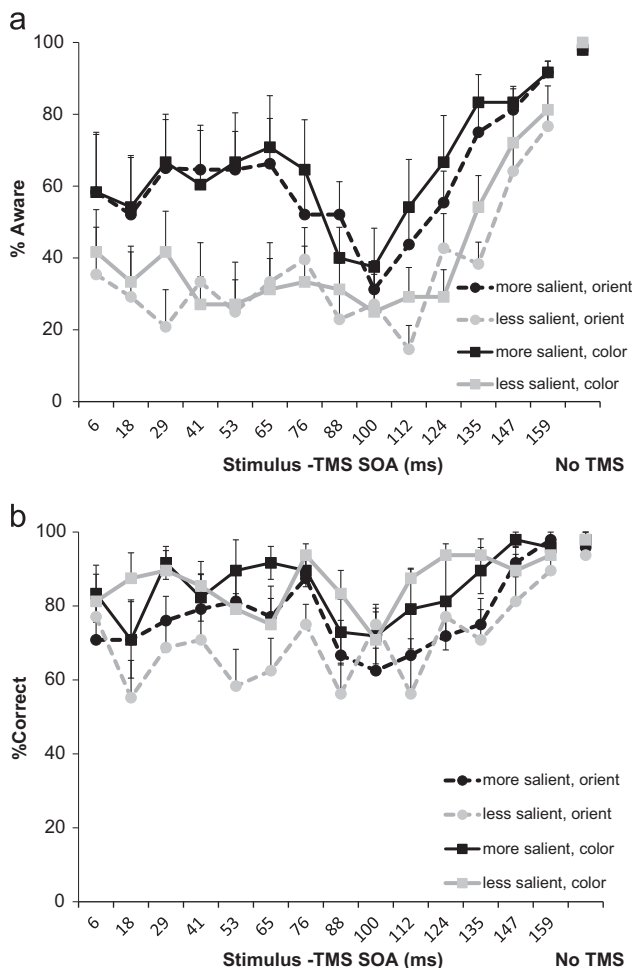 a
100
80
60
40
20
0
% Aware
more salient, orient
less salient, orient
more salient, color
less salient, color
6 18 29 41 53 65 76 88 100 112 124 135 147 159
Stimulus -TMS SOA (ms) No TMS
b
100
80
60
40
20
0
%Correct
more salient, orient
less salient, orient
more salient, color
less salient, color
6 18 29 41 53 65 76 88 100 112 124 135 147 159
Stimulus -TMS SOA (ms) No TMS